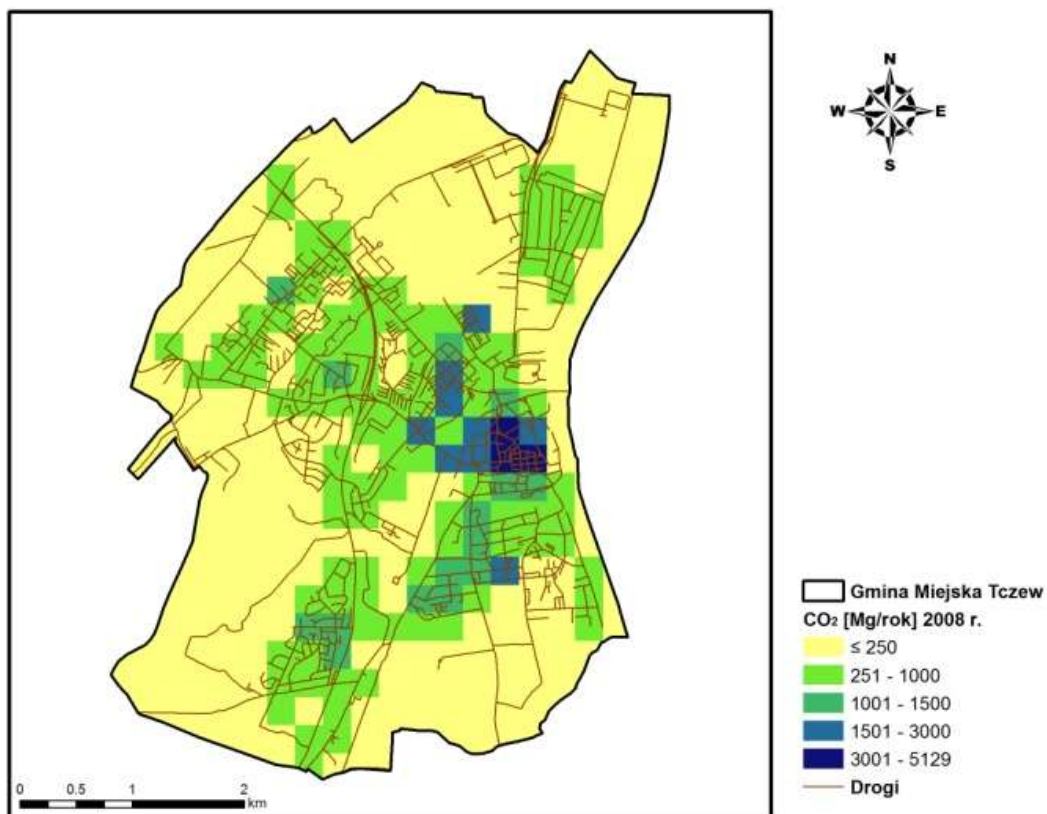 N
W E
S
Gmina Miejska Tczew
CO₂ [Mg/rok] 2008 r.
≤ 250
251 - 1000
1001 - 1500
1501 - 3000
3001 - 5129
Drogi
0 0.5 1 2
km